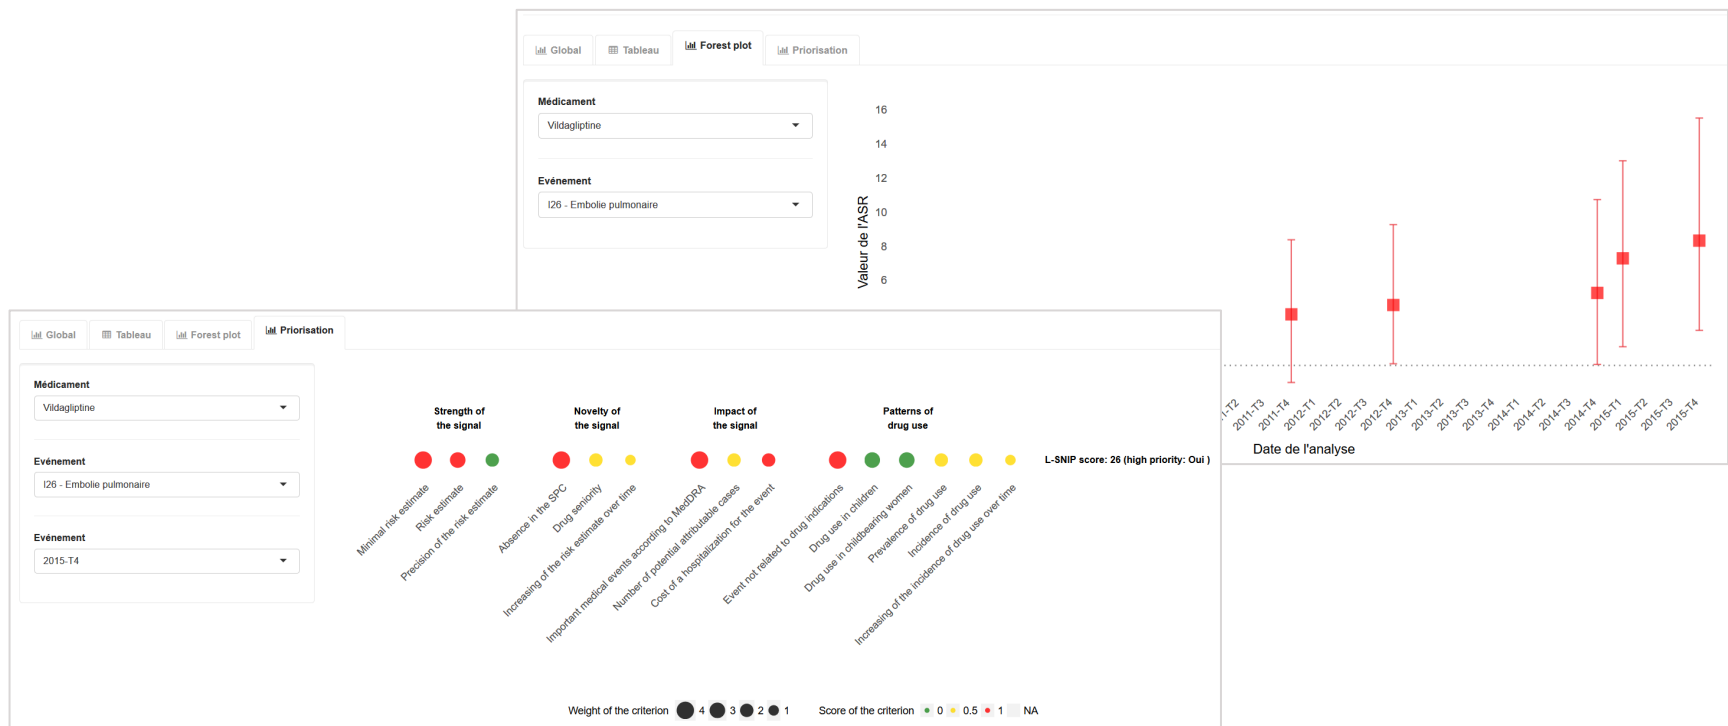 Global
Tableau
Forest plot
Priorisation
Médicament
Vildagliptine
Evénement
I26 - Embolie pulmonaire
16
14
12
10
8
6
Valeur de l'ASR
2011-T3
2011-T4
2012-T1
2012-T2
2012-T3
2012-T4
2013-T1
2013-T2
2013-T3
2013-T4
2014-T1
2014-T2
2014-T3
2014-T4
2015-T1
2015-T2
2015-T3
2015-T4
Date de l'analyse
Global
Tableau
Forest plot
Priorisation
Médicament
Vildagliptine
Evénement
I26 - Embolie pulmonaire
Evénement
2015-T4
Strength of
the signal
Novelty of
the signal
Impact of
the signal
Patterns of
drug use
L-SNIP score: 26 (high priority: Oui )
Minimal risk estimate
Risk estimate
Precision of the risk estimate
Absence in the SPC
Drug seniority
Increasing of the risk estimate over time
Important medical events according to MedDRA
Number of potential attributable cases
Cost of a hospitalization for the event
Event not related to drug indications
Drug use in children
Drug use in childbearing women
Prevalence of drug use
Incidence of drug use
Increasing of the incidence of drug use over time
Weight of the criterion 4 3 2 1
Score of the criterion 0 0.5 1 NA